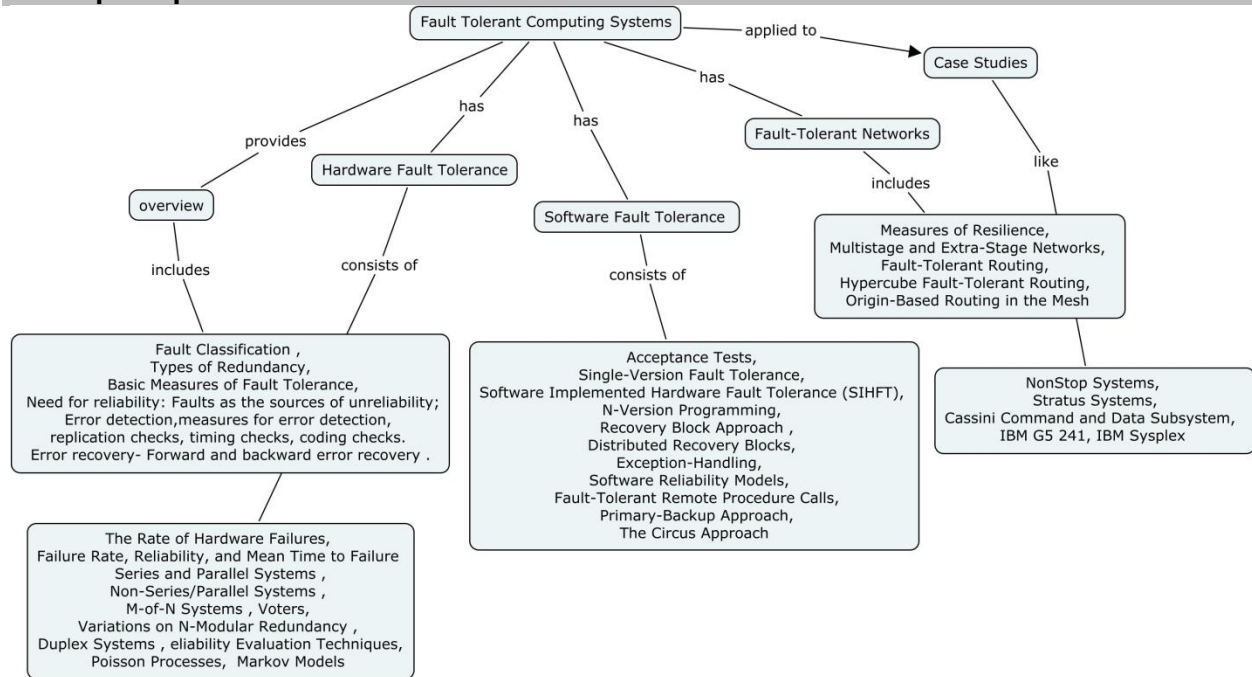 Fault Tolerant Computing Systems
applied to
Case Studies
has
has
has
provides
Fault-Tolerant Networks
Hardware Fault Tolerance
like
includes
overview
Software Fault Tolerance
Measures of Resilience,
Multistage and Extra-Stage Networks,
Fault-Tolerant Routing,
Hypercube Fault-Tolerant Routing,
Origin-Based Routing in the Mesh
includes
consists of
consists of
Fault Classification ,
Types of Redundancy,
Basic Measures of Fault Tolerance,
Need for reliability: Faults as the sources of unreliability;
Error detection,measures for error detection,
replication checks, timing checks, coding checks.
Error recovery- Forward and backward error recovery .
Acceptance Tests,
Single-Version Fault Tolerance,
Software Implemented Hardware Fault Tolerance (SIHFT),
N-Version Programming,
Recovery Block Approach ,
Distributed Recovery Blocks,
Exception-Handling,
Software Reliability Models,
Fault-Tolerant Remote Procedure Calls,
Primary-Backup Approach,
The Circus Approach
NonStop Systems,
Stratus Systems,
Cassini Command and Data Subsystem,
IBM G5 241, IBM Sysplex
The Rate of Hardware Failures,
Failure Rate, Reliability, and Mean Time to Failure
Series and Parallel Systems ,
Non-Series/Parallel Systems ,
M-of-N Systems , Voters,
Variations on N-Modular Redundancy ,
Duplex Systems , eliability Evaluation Techniques,
Poisson Processes, Markov Models